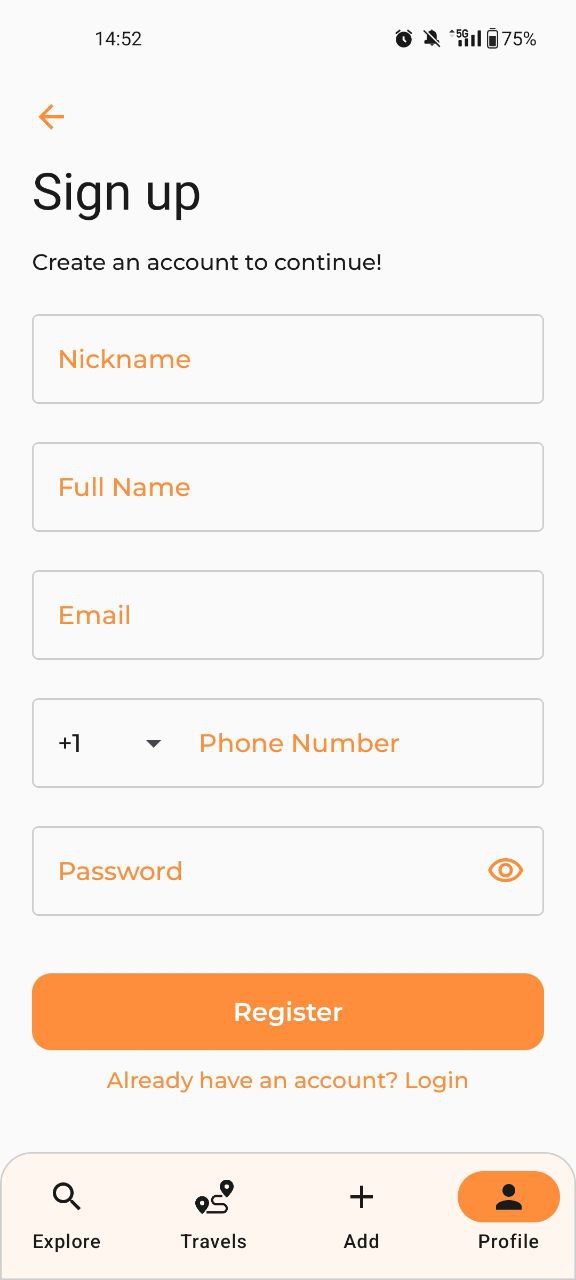 14:52 5G 75%
Sign up
Create an account to continue!
Nickname
Full Name
Email
+1 Phone Number
Password
Register
Already have an account? Login
Explore Travels Add Profile